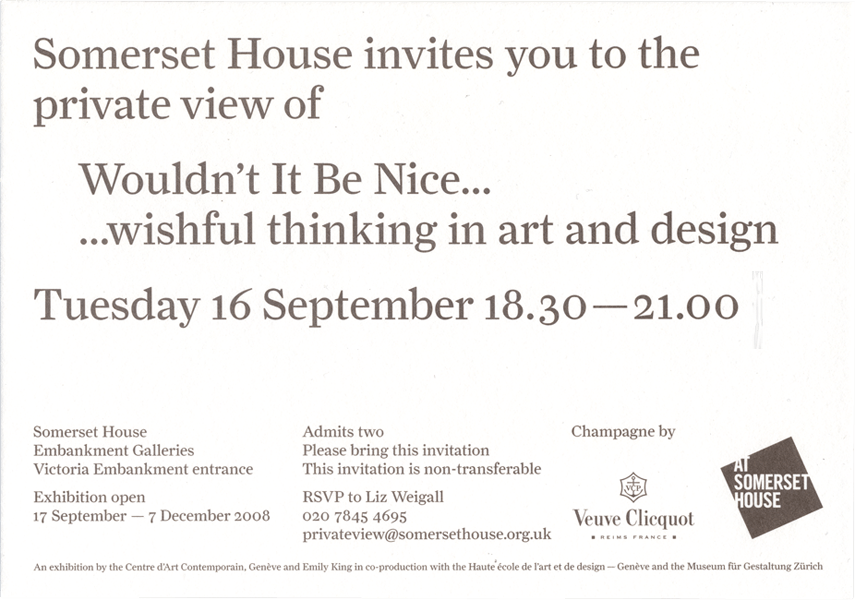 Somerset House invites you to the
private view of
Wouldn't It Be Nice...
...wishful thinking in art and design
Tuesday 16 September 18.30—21.00
Somerset House
Embankment Galleries
Victoria Embankment entrance
Exhibition open
17 September — 7 December 2008
Admits two
Please bring this invitation
This invitation is non-transferable
RSVP to Liz Weigall
020 7845 4695
privateview@somersethouse.org.uk
Champagne by
VCP
Veuve Clicquot
REIMS FRANCE
AT
SOMERSET
HOUSE
An exhibition by the Centre d'Art Contemporain, Genève and Emily King in co-production with the Haute école de l'art et de design — Genève and the Museum für Gestaltung Zürich